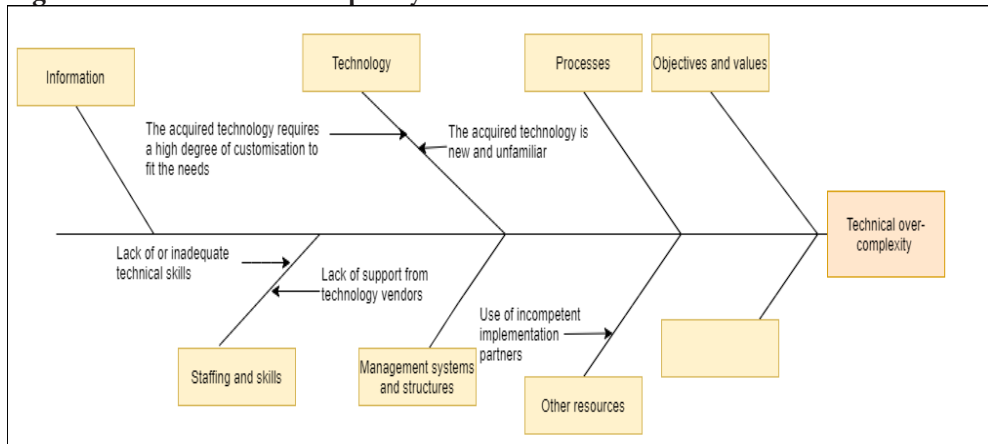 Information
Technology
Processes
Objectives and values
The acquired technology requires
a high degree of customisation to
fit the needs
The acquired technology is
new and unfamiliar
Technical over-
complexity
Lack of or inadequate
technical skills
Lack of support from
technology vendors
Use of incompetent
implementation
partners
Staffing and skills
Management systems
and structures
Other resources